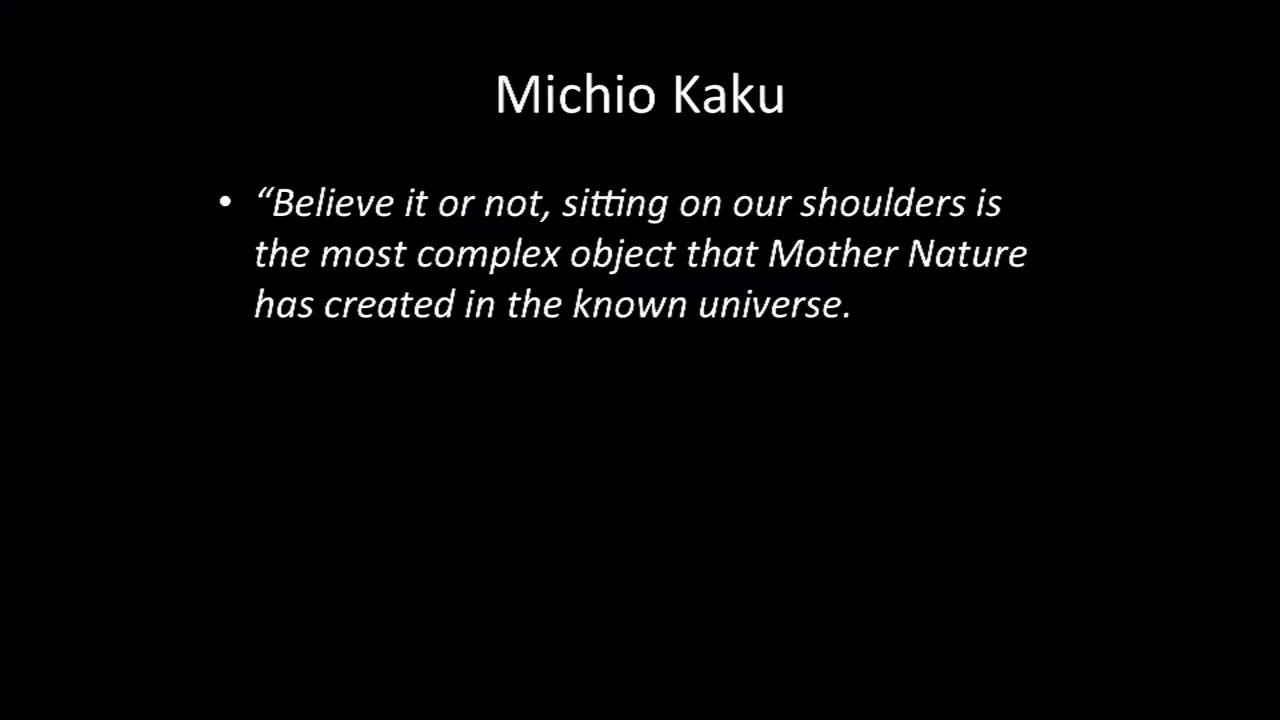 Michio Kaku
• “Believe it or not, sitting on our shoulders is
the most complex object that Mother Nature
has created in the known universe.